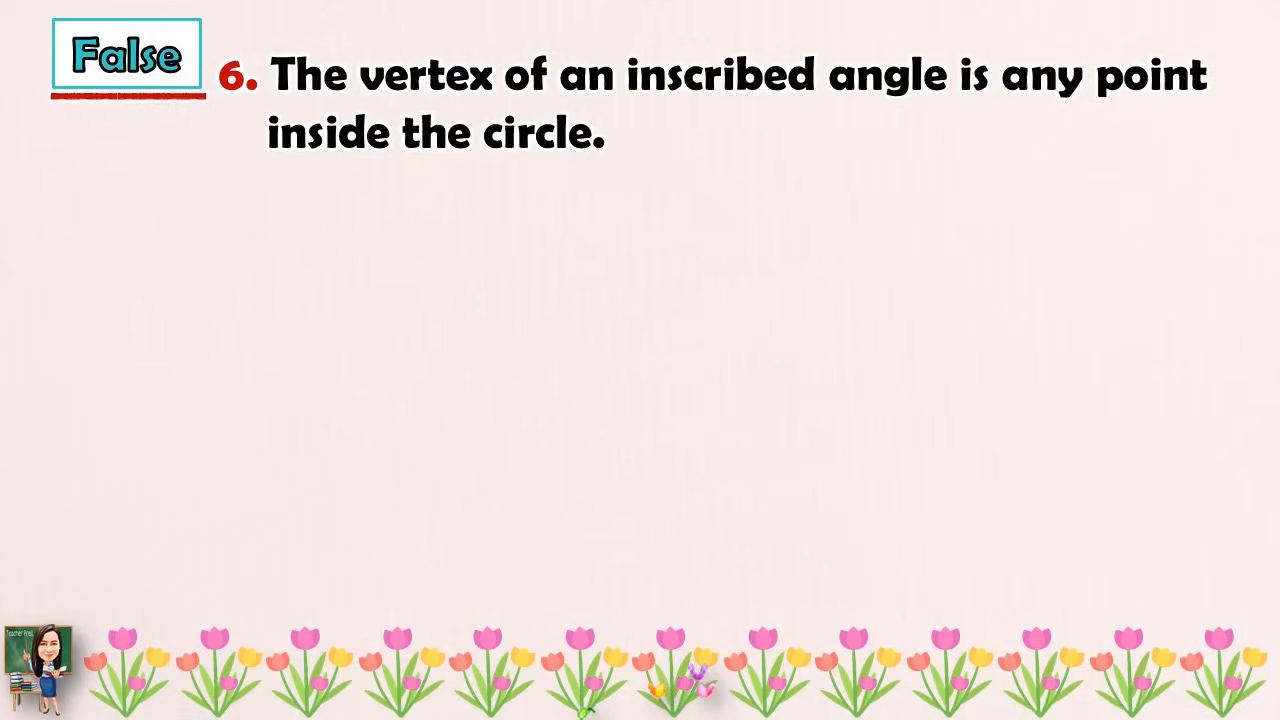 False
6. The vertex of an inscribed angle is any point
inside the circle.